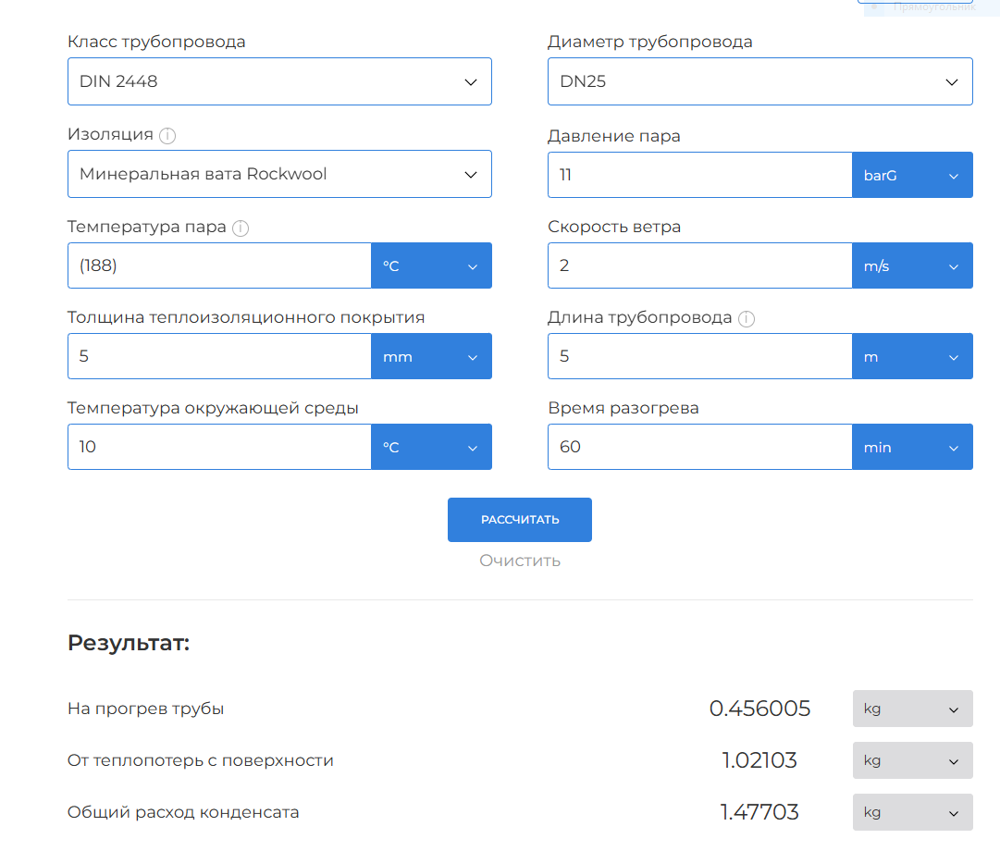 Прямоугольник
Класс трубопровода
Диаметр трубопровода
DIN 2448
DN25
Изоляция
Давление пара
Минеральная вата Rockwool
11
barG
Температура пара
Скорость ветра
(188)
°C
2
m/s
Толщина теплоизоляционного покрытия
Длина трубопровода
5
mm
5
m
Температура окружающей среды
Время разогрева
10
°C
60
min
РАССЧИТАТЬ
Очистить
Результат:
На прогрев трубы
0.456005
kg
От теплопотерь с поверхности
1.02103
kg
Общий расход конденсата
1.47703
kg